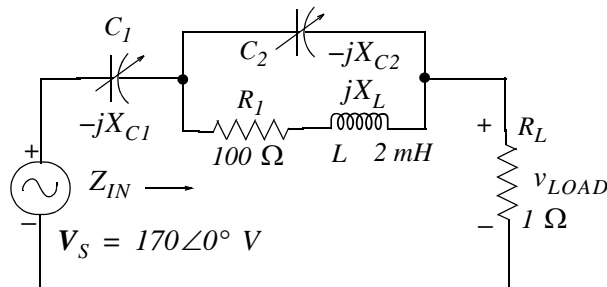 C1
C2
-jXC2
-jXC1
R1
jXL
100 Ω
L
2 mH
+
RL
+
ZIN
vLOAD
−
−
1 Ω
VS = 170∠0° V